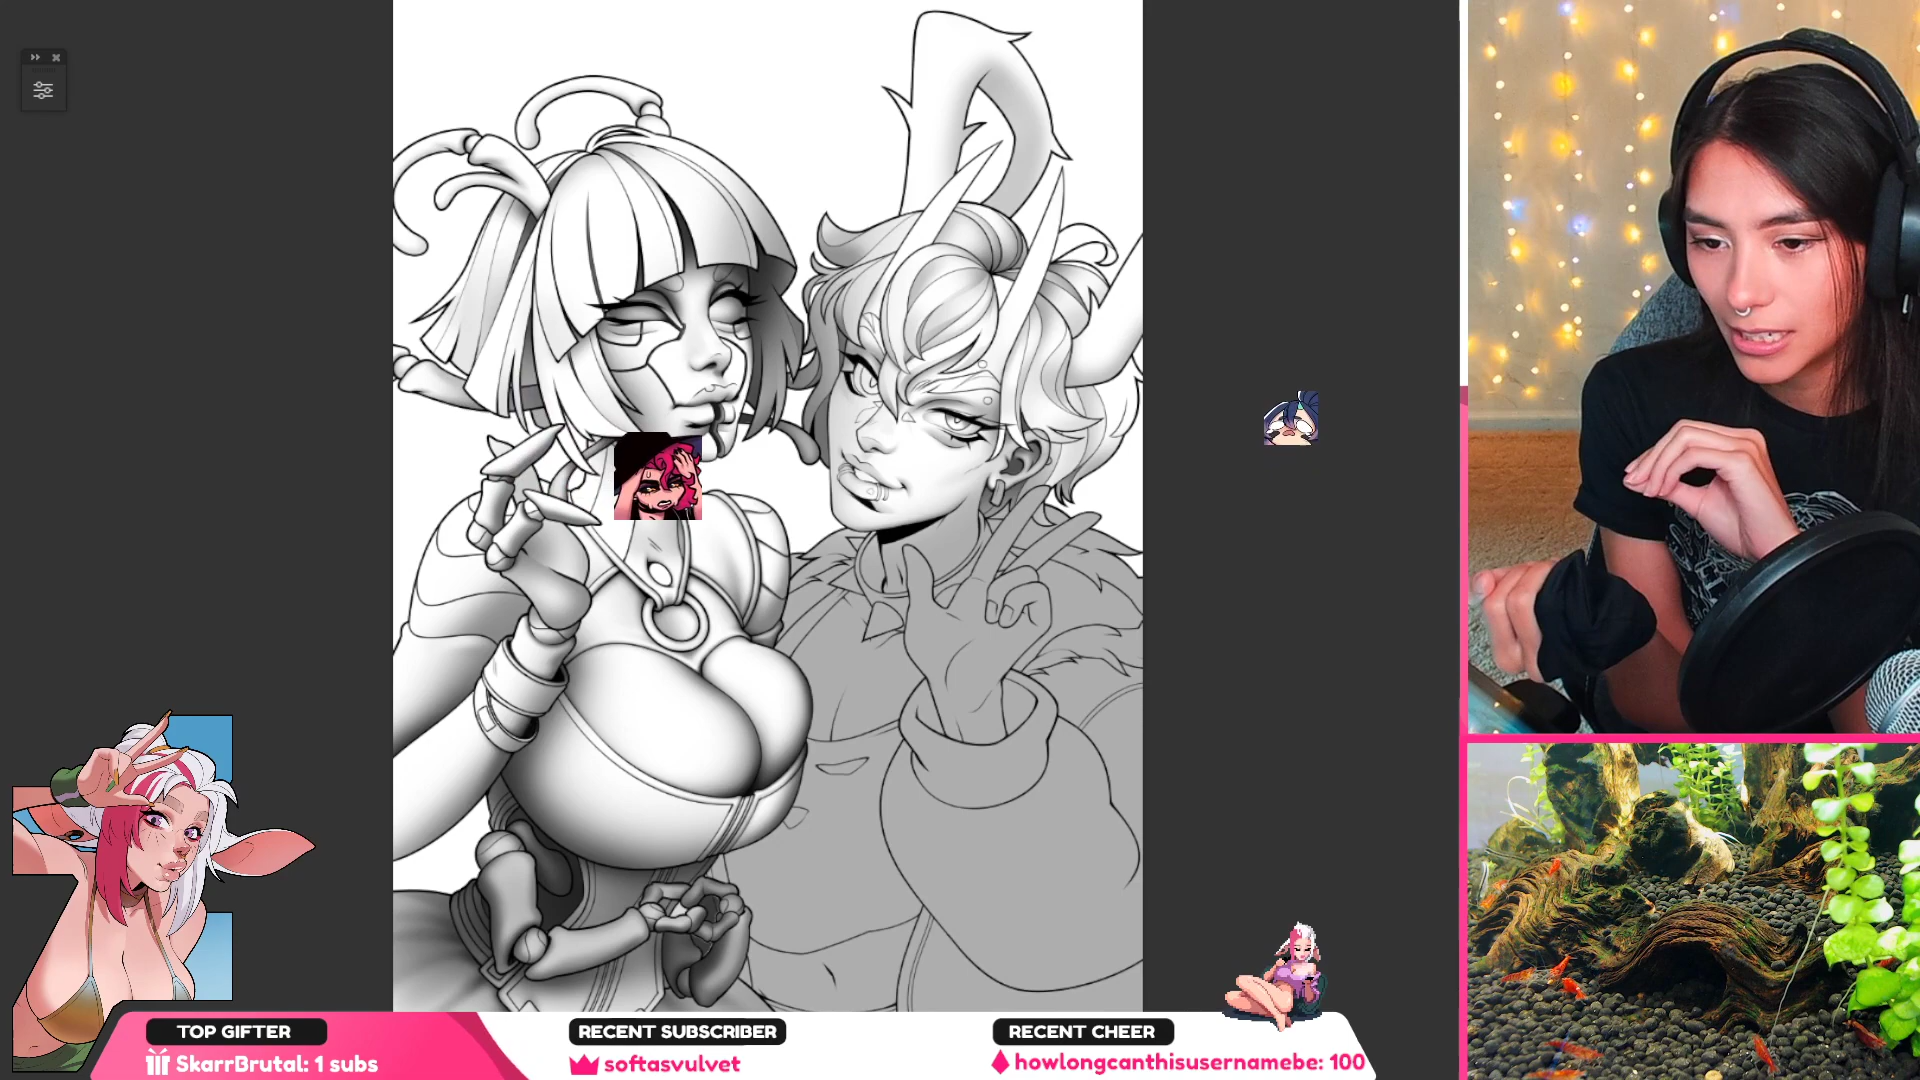 TOP GIFTER
SkarrBrutal: 1 subs
RECENT SUBSCRIBER
softasvulvet
RECENT CHEER
howlongcanthisusernamebe: 100